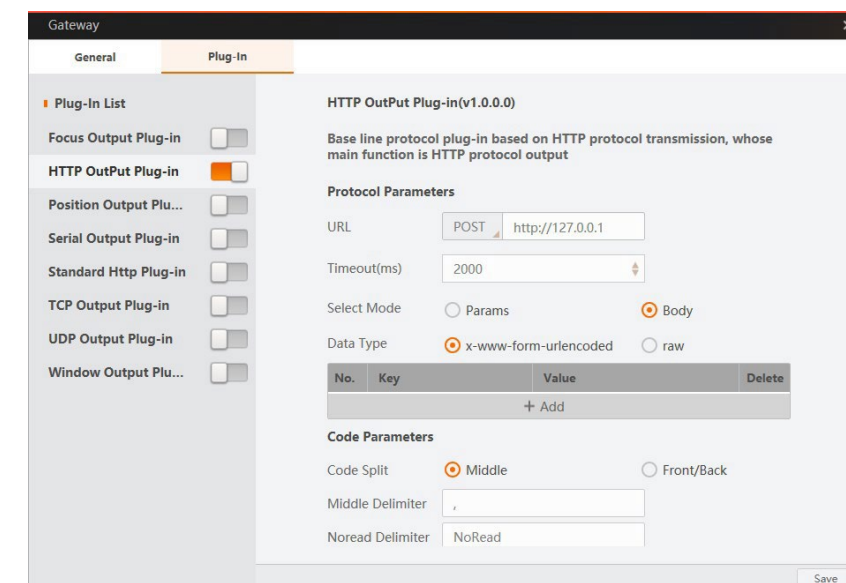 Gateway
General Plug-In
Plug-In List
Focus Output Plug-in
HTTP OutPut Plug-in
Position Output Plu...
Serial Output Plug-in
Standard Http Plug-in
TCP Output Plug-in
UDP Output Plug-in
Window Output Plu...
HTTP OutPut Plug-in(v1.0.0.0)
Base line protocol plug-in based on HTTP protocol transmission, whose
main function is HTTP protocol output
Protocol Parameters
URL POST http://127.0.0.1
Timeout(ms) 2000
Select Mode Params Body
Data Type x-www-form-urlencoded raw
No. Key Value Delete
+ Add
Code Parameters
Code Split Middle Front/Back
Middle Delimiter ,
Noread Delimiter NoRead
Save